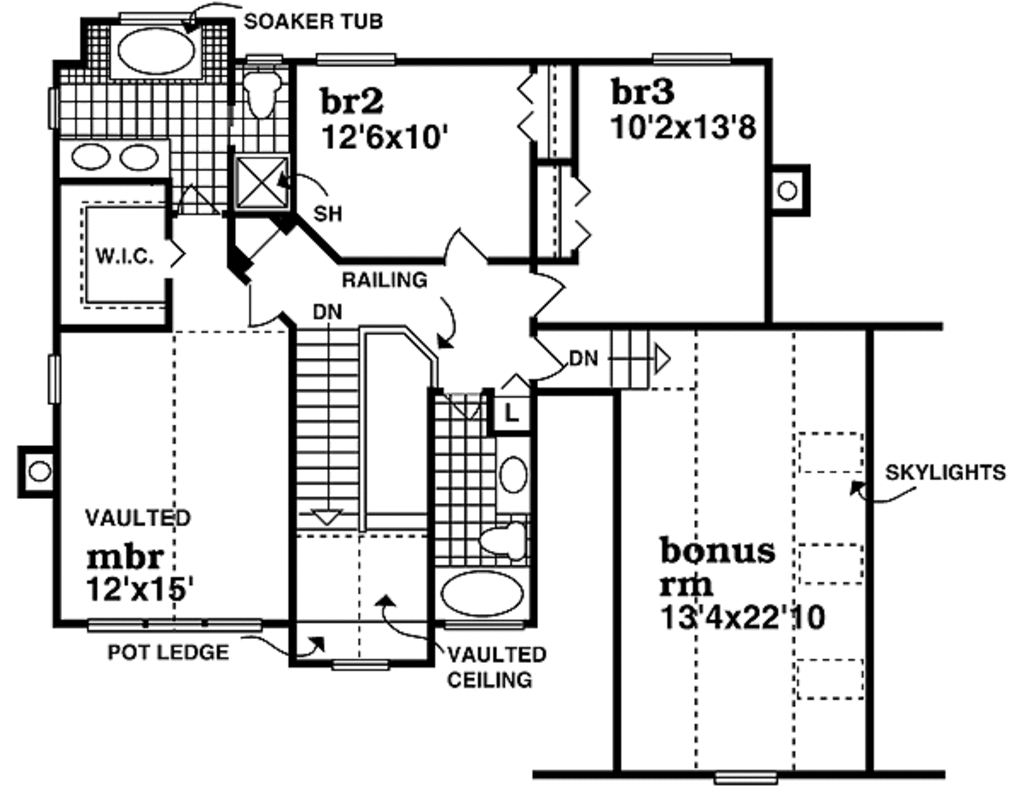 SOAKER TUB
br2
12'6x10'
br3
10'2x13'8
SH
W.I.C.
RAILING
DN
DN
L
SKYLIGHTS
VAULTED
mbr
12'x15'
bonus
rm
13'4x22'10
POT LEDGE
VAULTED
CEILING